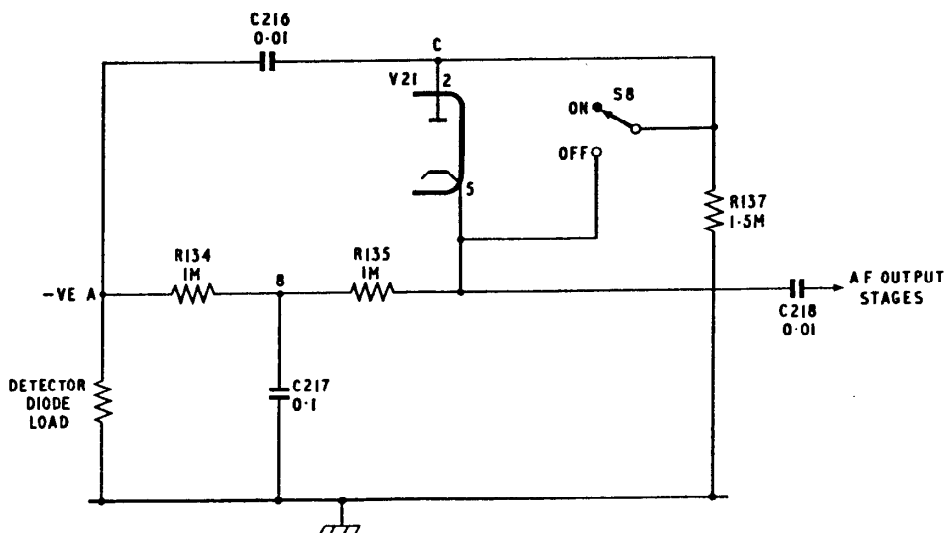 C216
0·01
C
V21
2
S8
ON
OFF
5
R137
1·5M
R134
1M
B
R135
1M
-VE A
AF OUTPUT
STAGES
C218
0·01
DETECTOR
DIODE
LOAD
C217
0·1